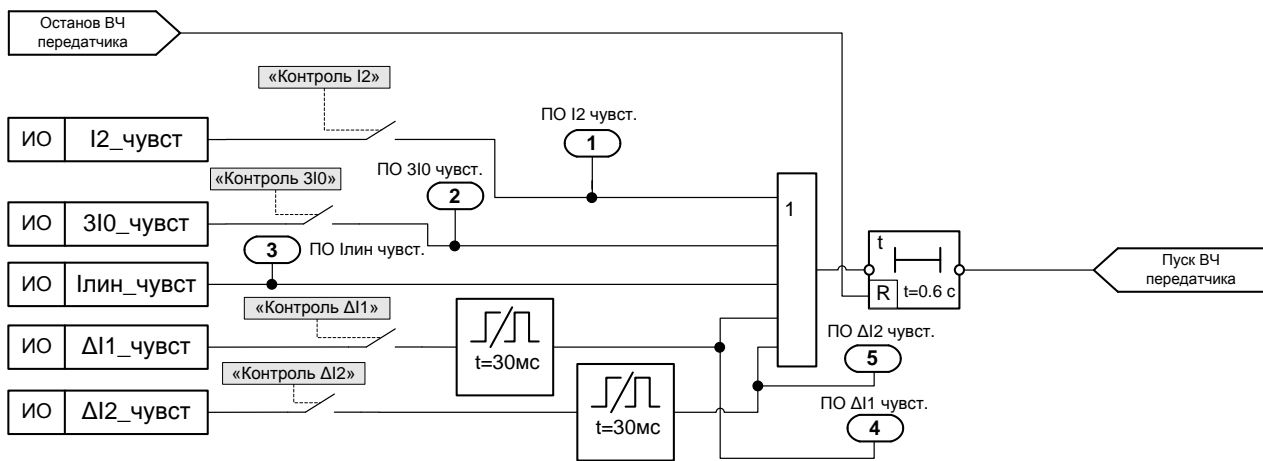 Останов ВЧ
передатчика
«Контроль I2»
ИО I2_чувст
ПО I2 чувст.
1
«Контроль 3I0»
ПО 3I0 чувст.
2
ИО 3I0_чувст
3
ПО Iлин чувст.
ИО Iлин_чувст
1
t
R t=0.6 с
Пуск ВЧ
передатчика
«Контроль ΔI1»
ИО ΔI1_чувст
t=30мс
ПО ΔI2 чувст.
5
«Контроль ΔI2»
ИО ΔI2_чувст
t=30мс
ПО ΔI1 чувст.
4